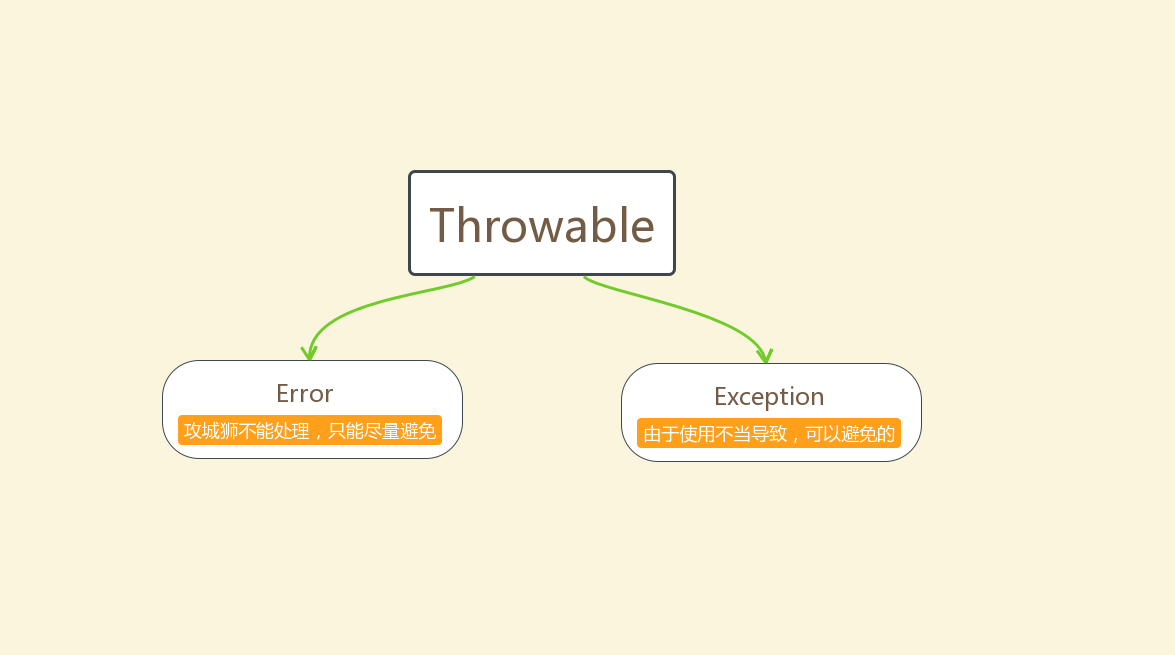 Throwable
Error
攻城狮不能处理，只能尽量避免
Exception
由于使用不当导致，可以避免的